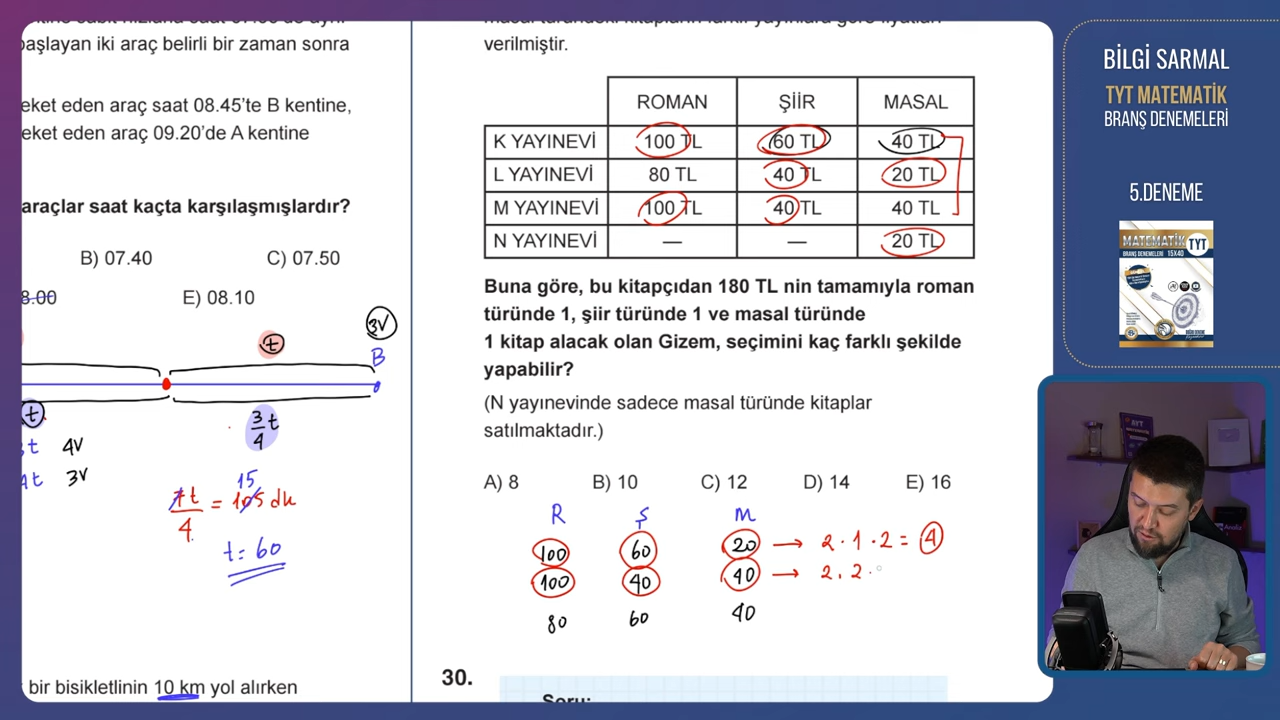 başlayan iki araç belirli bir zaman sonra
eket eden araç saat 08.45'te B kentine,
eket eden araç 09.20'de A kentine
araçlar saat kaçta karşılaşmışlardır?
B) 07.40 C) 07.50
8.00 E) 08.10
t 3V
B
t 3/4 t
t 4V
4t 3V
7t/4 = 105 dk
15
t = 60
bir bisikletlinin 10 km yol alırken
verilmiştir.
ROMAN ŞİİR MASAL
K YAYINEVİ 100 TL 60 TL 40 TL
L YAYINEVİ 80 TL 40 TL 20 TL
M YAYINEVİ 100 TL 40 TL 40 TL
N YAYINEVİ — — 20 TL
Buna göre, bu kitapçıdan 180 TL nin tamamıyla roman
türünde 1, şiir türünde 1 ve masal türünde
1 kitap alacak olan Gizem, seçimini kaç farklı şekilde
yapabilir?
(N yayınevinde sadece masal türünde kitaplar
satılmaktadır.)
A) 8 B) 10 C) 12 D) 14 E) 16
R Ş M
100 60 20 → 2 · 1 · 2 = 4
100 40 40 → 2 . 2 ·
80 60 40
30.
Soru:
BİLGİ SARMAL
TYT MATEMATİK
BRANŞ DENEMELERİ
5.DENEME
MATEMATİK TYT
BRANŞ DENEMELERİ 15X40